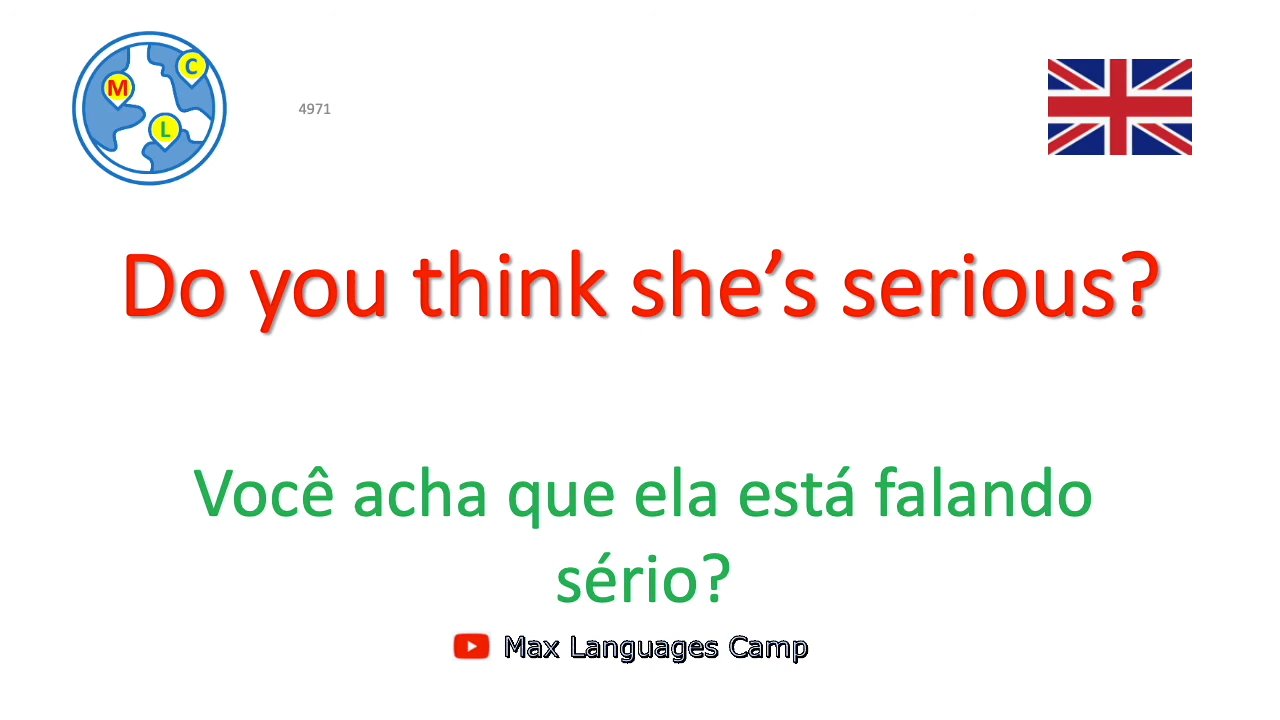 M
C
L
4971
Do you think she’s serious?
Você acha que ela está falando
sério?
Max Languages Camp